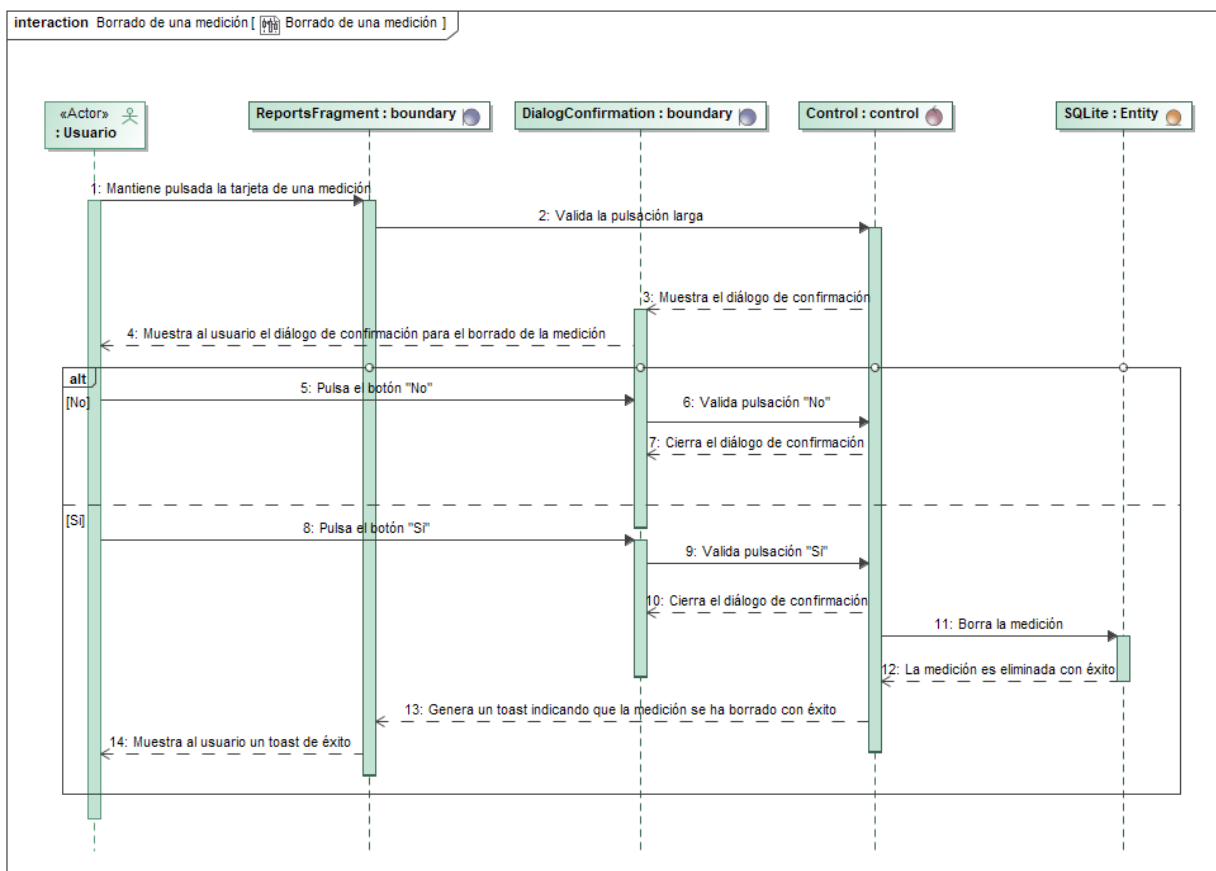 interaction Borrado de una medición [ Borrado de una medición ]
«Actor»
: Usuario
ReportsFragment : boundary
DialogConfirmation : boundary
Control : control
SQLite : Entity
1: Mantiene pulsada la tarjeta de una medición
2: Valida la pulsación larga
3: Muestra el diálogo de confirmación
4: Muestra al usuario el diálogo de confirmación para el borrado de la medición
alt
[No]
5: Pulsa el botón "No"
6: Valida pulsación "No"
7: Cierra el diálogo de confirmación
[Sí]
8: Pulsa el botón "Sí"
9: Valida pulsación "Sí"
10: Cierra el diálogo de confirmación
11: Borra la medición
12: La medición es eliminada con éxito
13: Genera un toast indicando que la medición se ha borrado con éxito
14: Muestra al usuario un toast de éxito